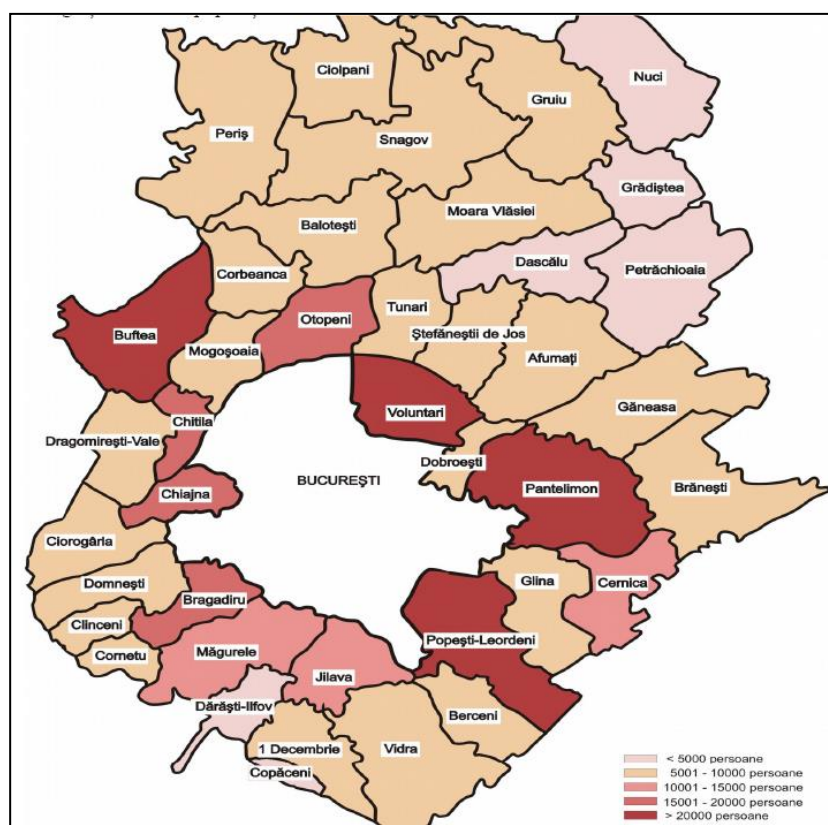 Ciolpani
Nuci
Gruiu
Periş
Snagov
Grădiştea
Moara Vlăsiei
Baloteşti
Dascălu
Petrăchioaia
Corbeanca
Tunari
Otopeni
Buftea
Ştefăneştii de Jos
Mogoşoaia
Afumaţi
Găneasa
Voluntari
Chitila
Dragomireşti-Vale
Dobroeşti
BUCUREŞTI
Pantelimon
Brăneşti
Chiajna
Ciorogârla
Glina
Cernica
Domneşti
Bragadiru
Clinceni
Popeşti-Leordeni
Măgurele
Cornetu
Jilava
Dărăşti-Ilfov
Berceni
1 Decembrie
Vidra
Copăceni
< 5000 persoane
5001 - 10000 persoane
10001 - 15000 persoane
15001 - 20000 persoane
> 20000 persoane